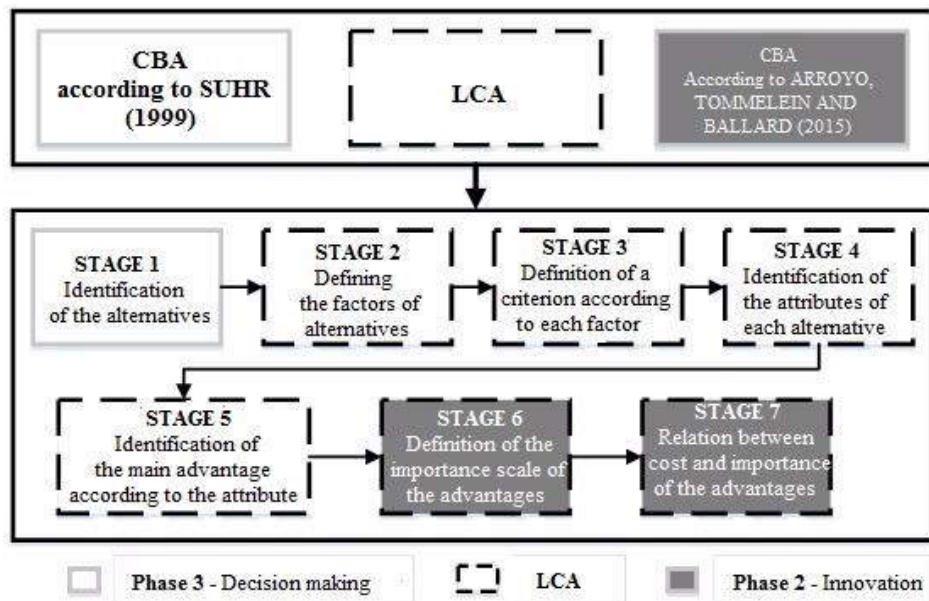 CBA
according to SUHR
(1999)
LCA
CBA
According to ARROYO,
TOMMELEIN AND
BALLARD (2015)
STAGE 1
Identification
of the alternatives
STAGE 2
Defining
the factors of
alternatives
STAGE 3
Definition of a
criterion according
to each factor
STAGE 4
Identification of
the attributes of
each alternative
STAGE 5
Identification of
the main advantage
according to the attribute
STAGE 6
Definition of the
importance scale of
the advantages
STAGE 7
Relation between
cost and importance
of the advantages
Phase 3 - Decision making
LCA
Phase 2 - Innovation